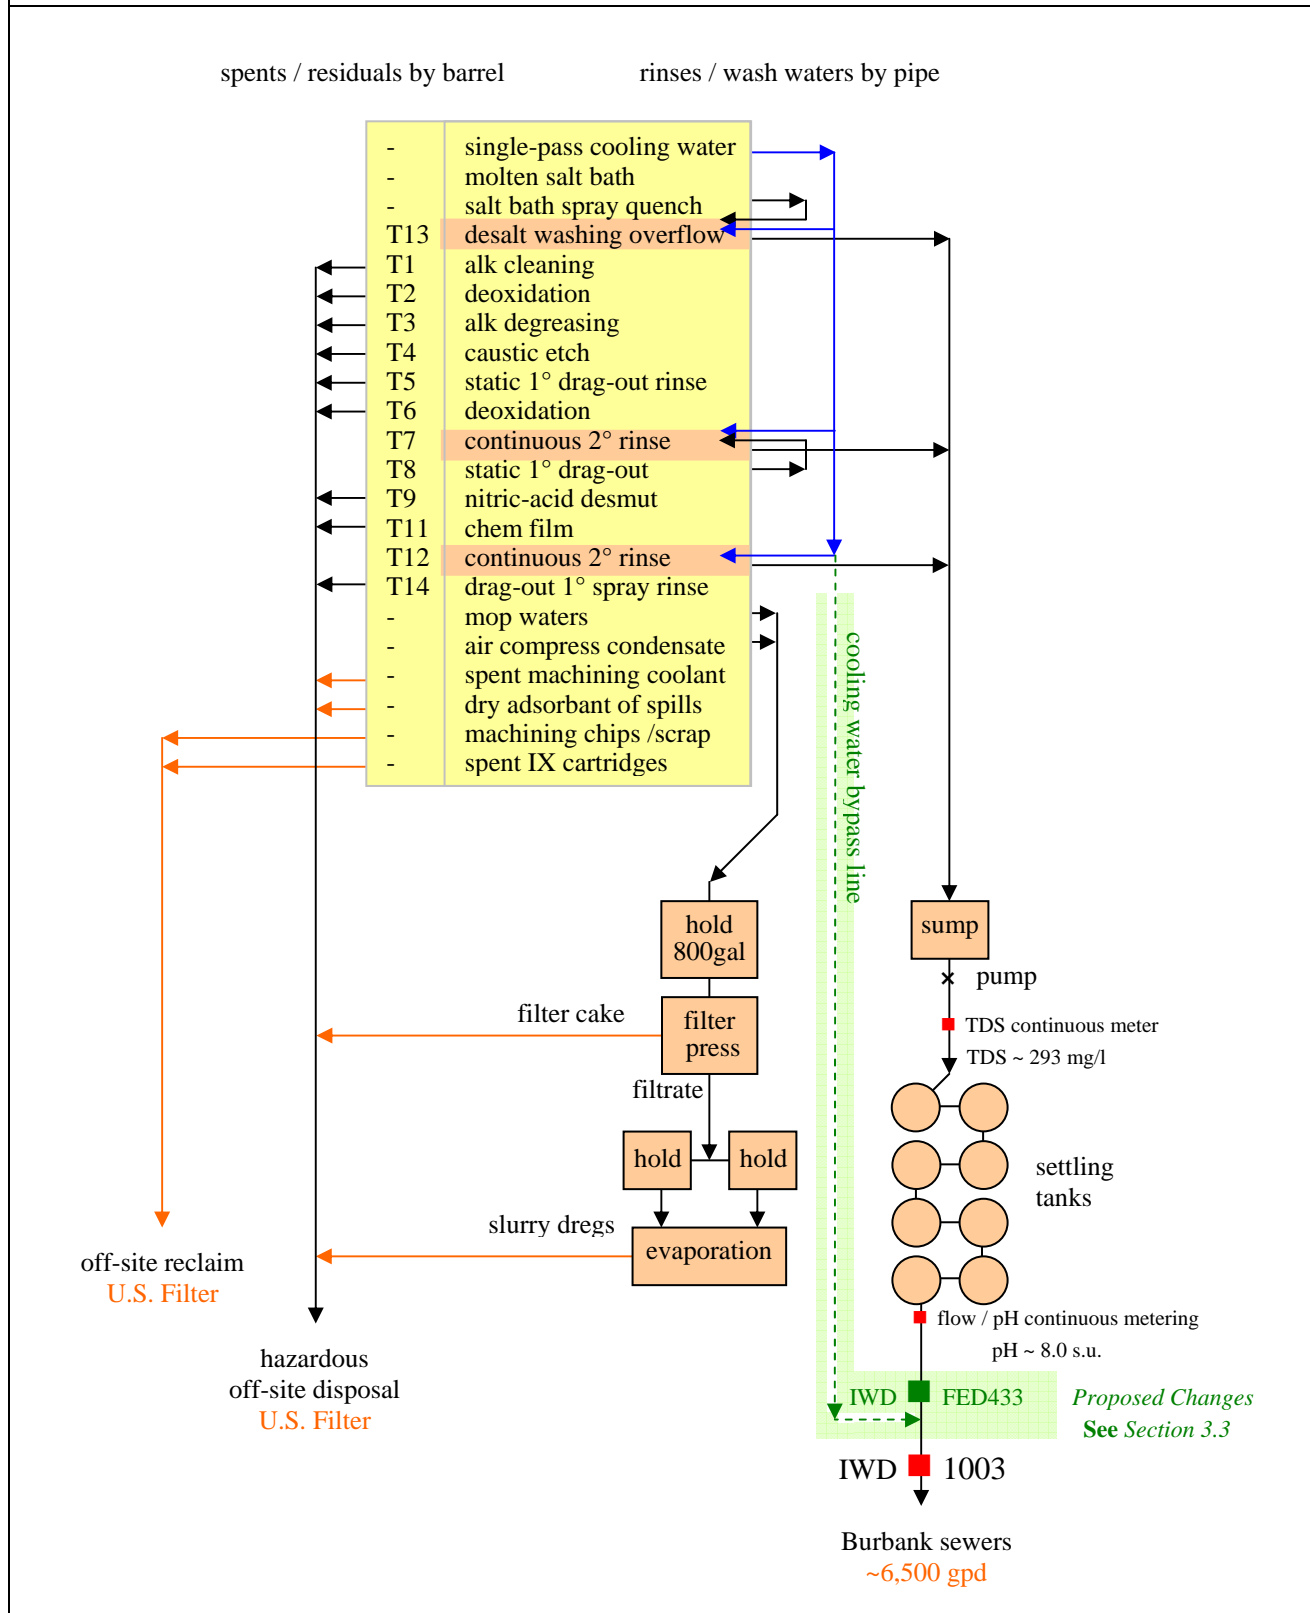 spents / residuals by barrel rinses / wash waters by pipe
- single-pass cooling water
- molten salt bath
- salt bath spray quench
T13 desalt washing overflow
T1 alk cleaning
T2 deoxidation
T3 alk degreasing
T4 caustic etch
T5 static 1° drag-out rinse
T6 deoxidation
T7 continuous 2° rinse
T8 static 1° drag-out
T9 nitric-acid desmut
T11 chem film
T12 continuous 2° rinse
T14 drag-out 1° spray rinse
- mop waters
- air compress condensate
- spent machining coolant
- dry adsorbant of spills
- machining chips /scrap
- spent IX cartridges
cooling water bypass line
hold
800gal
sump
pump
filter cake
filter
press
TDS continuous meter
TDS ~ 293 mg/l
filtrate
hold hold
settling
tanks
slurry dregs
evaporation
off-site reclaim
U.S. Filter
flow / pH continuous metering
pH ~ 8.0 s.u.
hazardous
off-site disposal
U.S. Filter
IWD FED433 Proposed Changes
See Section 3.3
IWD 1003
Burbank sewers
~6,500 gpd